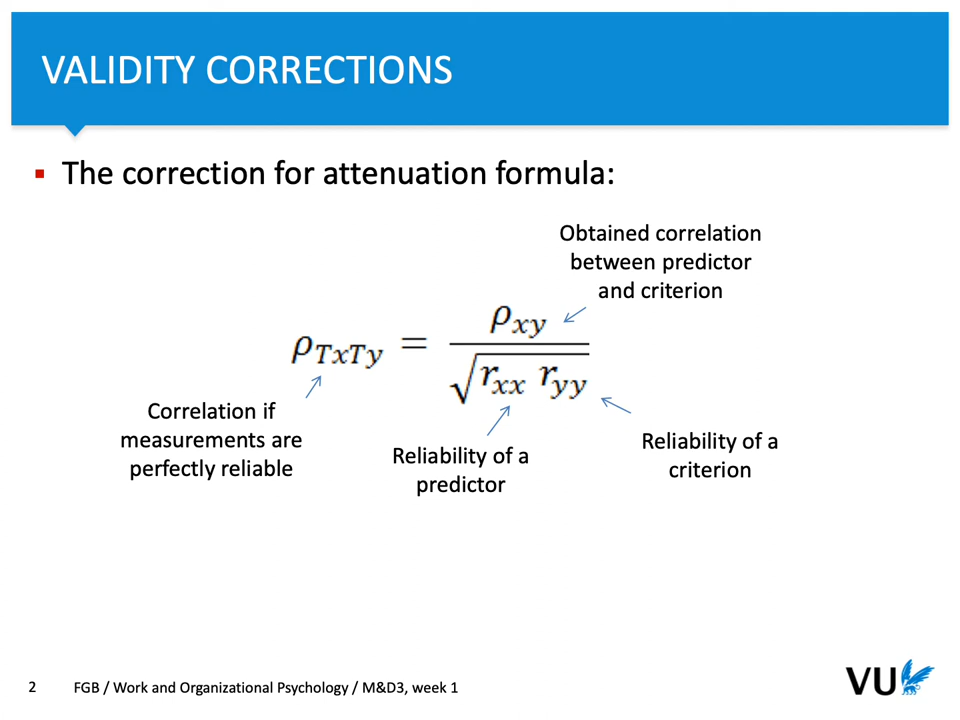 VALIDITY CORRECTIONS
▪ The correction for attenuation formula:
Obtained correlation
between predictor
and criterion
ρTxTy = ρxy / √(rxx ryy)
Correlation if
measurements are
perfectly reliable
Reliability of a
predictor
Reliability of a
criterion
2 FGB / Work and Organizational Psychology / M&D3, week 1
VU